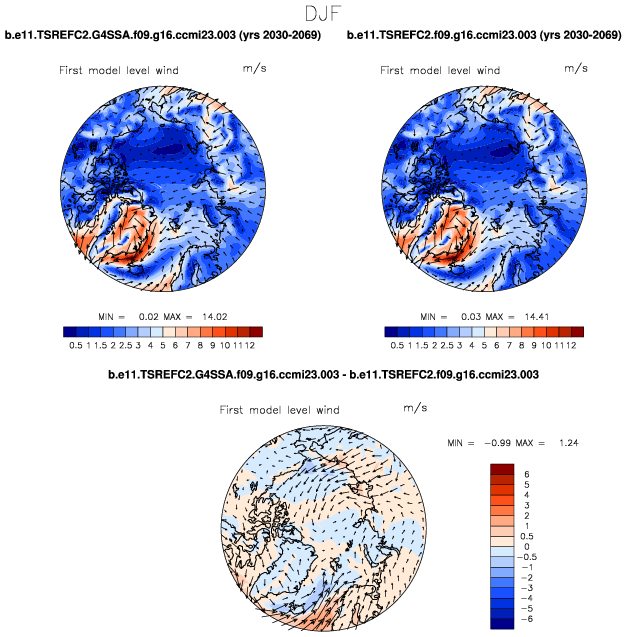 DJF
b.e11.TSREFC2.G4SSA.f09.g16.ccmi23.003 (yrs 2030-2069)
b.e11.TSREFC2.f09.g16.ccmi23.003 (yrs 2030-2069)
First model level wind m/s
First model level wind m/s
MIN = 0.02 MAX = 14.02
MIN = 0.03 MAX = 14.41
0.5 1 1.5 2 2.5 3 4 5 6 7 8 9 10 11 12
0.5 1 1.5 2 2.5 3 4 5 6 7 8 9 10 11 12
b.e11.TSREFC2.G4SSA.f09.g16.ccmi23.003 - b.e11.TSREFC2.f09.g16.ccmi23.003
First model level wind m/s
MIN = -0.99 MAX = 1.24
6
5
4
3
2
1
0.5
0
-0.5
-1
-2
-3
-4
-5
-6